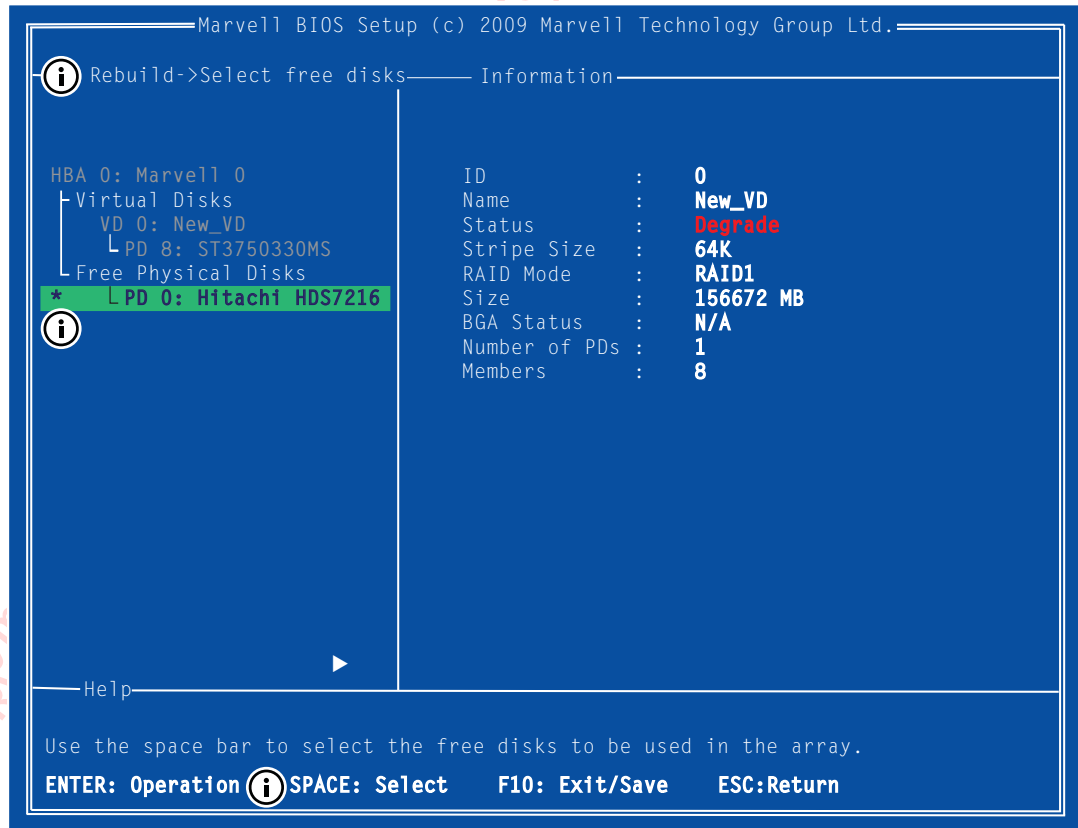 Marvell BIOS Setup (c) 2009 Marvell Technology Group Ltd.
Rebuild->Select free disks
Information
HBA 0: Marvell 0
Virtual Disks
VD 0: New_VD
PD 8: ST3750330MS
Free Physical Disks
* PD 0: Hitachi HDS7216
ID : 0
Name : New_VD
Status : Degrade
Stripe Size : 64K
RAID Mode : RAID1
Size : 156672 MB
BGA Status : N/A
Number of PDs : 1
Members : 8
Help
Use the space bar to select the free disks to be used in the array.
ENTER: Operation SPACE: Select F10: Exit/Save ESC:Return